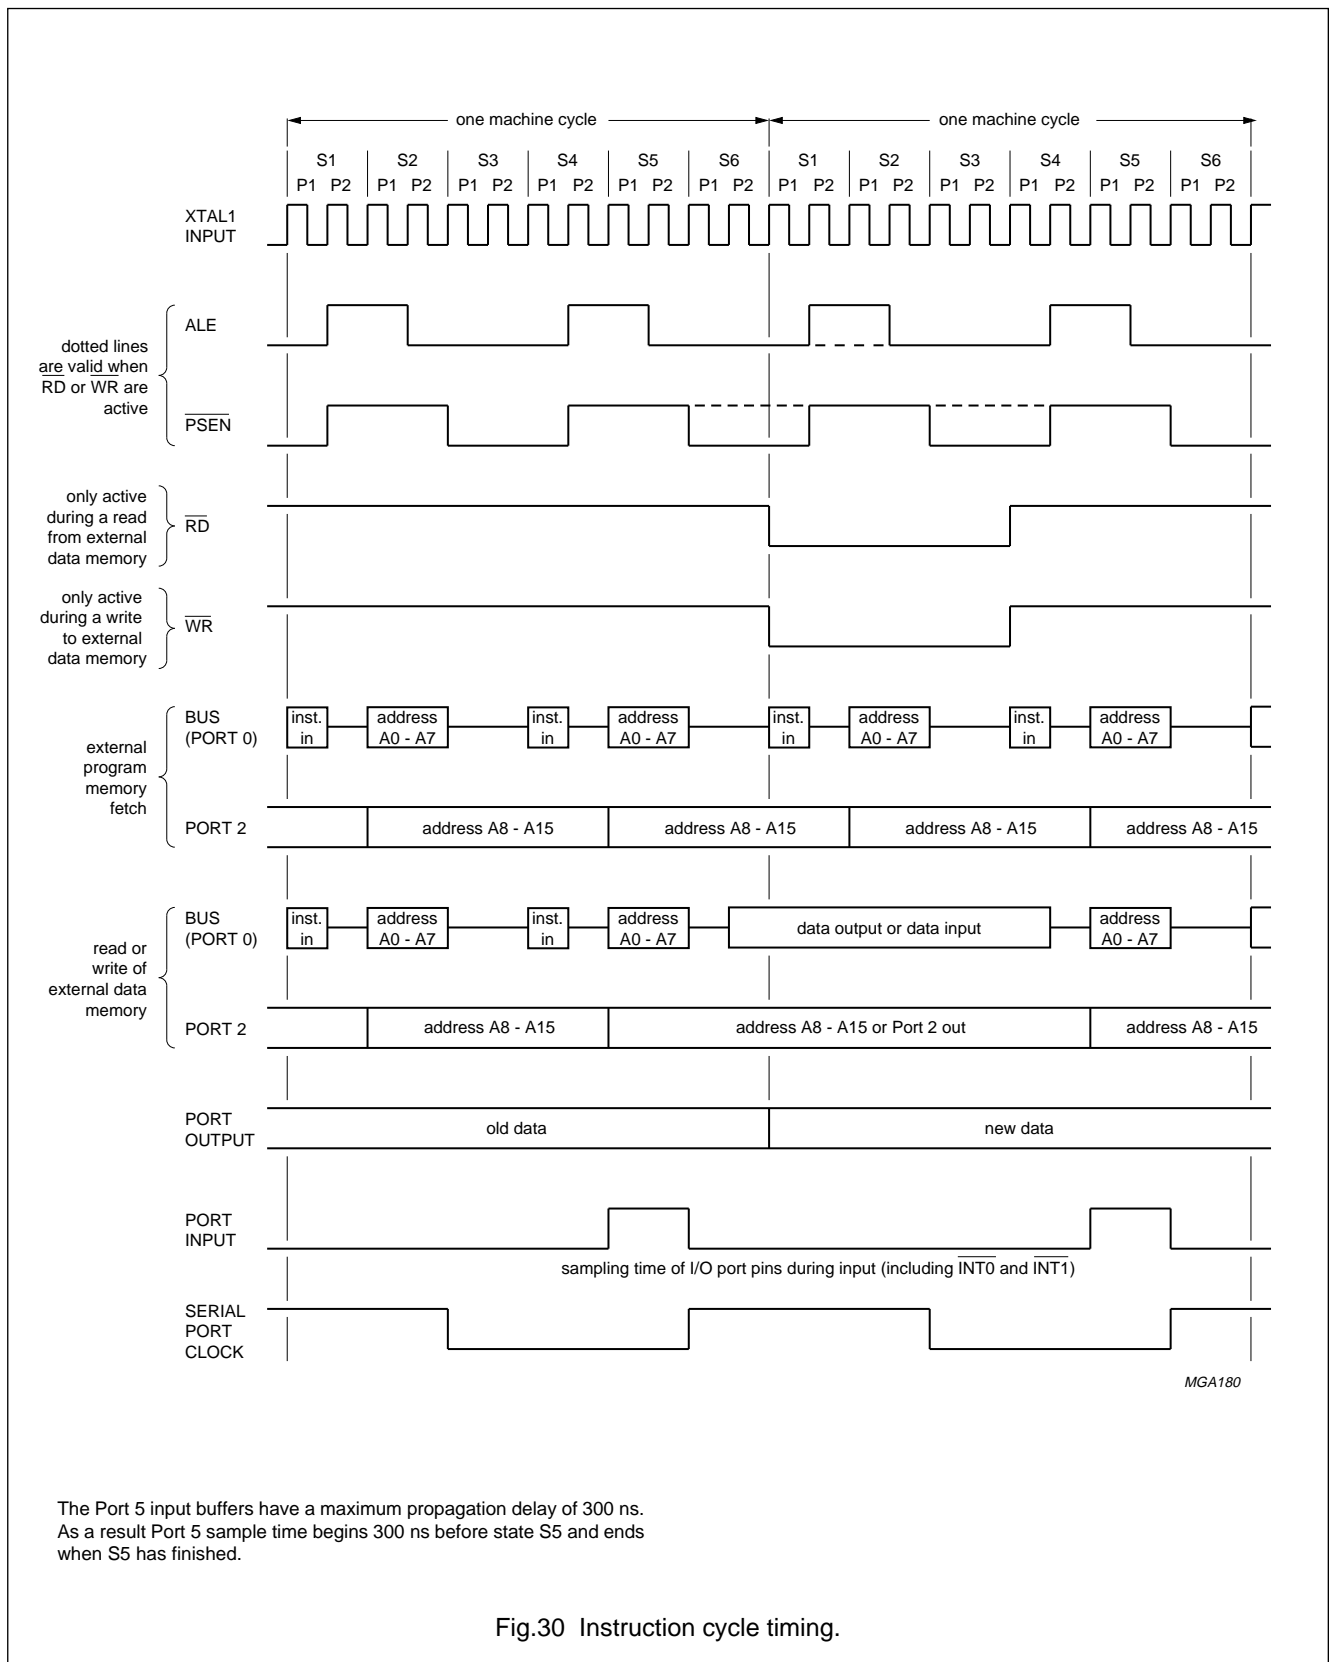 one machine cycle one machine cycle
S1 S2 S3 S4 S5 S6 S1 S2 S3 S4 S5 S6
P1 P2 P1 P2 P1 P2 P1 P2 P1 P2 P1 P2 P1 P2 P1 P2 P1 P2 P1 P2 P1 P2 P1 P2
XTAL1
INPUT
dotted lines
are valid when
RD or WR are
active
ALE
PSEN
only active
during a read
from external
data memory
RD
only active
during a write
to external
data memory
WR
external
program
memory
fetch
BUS
(PORT 0)
inst. address inst. address inst. address inst. address
in A0 - A7 in A0 - A7 in A0 - A7 in A0 - A7
PORT 2
address A8 - A15 address A8 - A15 address A8 - A15 address A8 - A15
read or
write of
external data
memory
BUS
(PORT 0)
inst. address inst. address data output or data input address
in A0 - A7 in A0 - A7 A0 - A7
PORT 2
address A8 - A15 address A8 - A15 or Port 2 out address A8 - A15
PORT
OUTPUT
old data new data
PORT
INPUT
sampling time of I/O port pins during input (including INT0 and INT1)
SERIAL
PORT
CLOCK
MGA180
The Port 5 input buffers have a maximum propagation delay of 300 ns.
As a result Port 5 sample time begins 300 ns before state S5 and ends
when S5 has finished.
Fig.30 Instruction cycle timing.